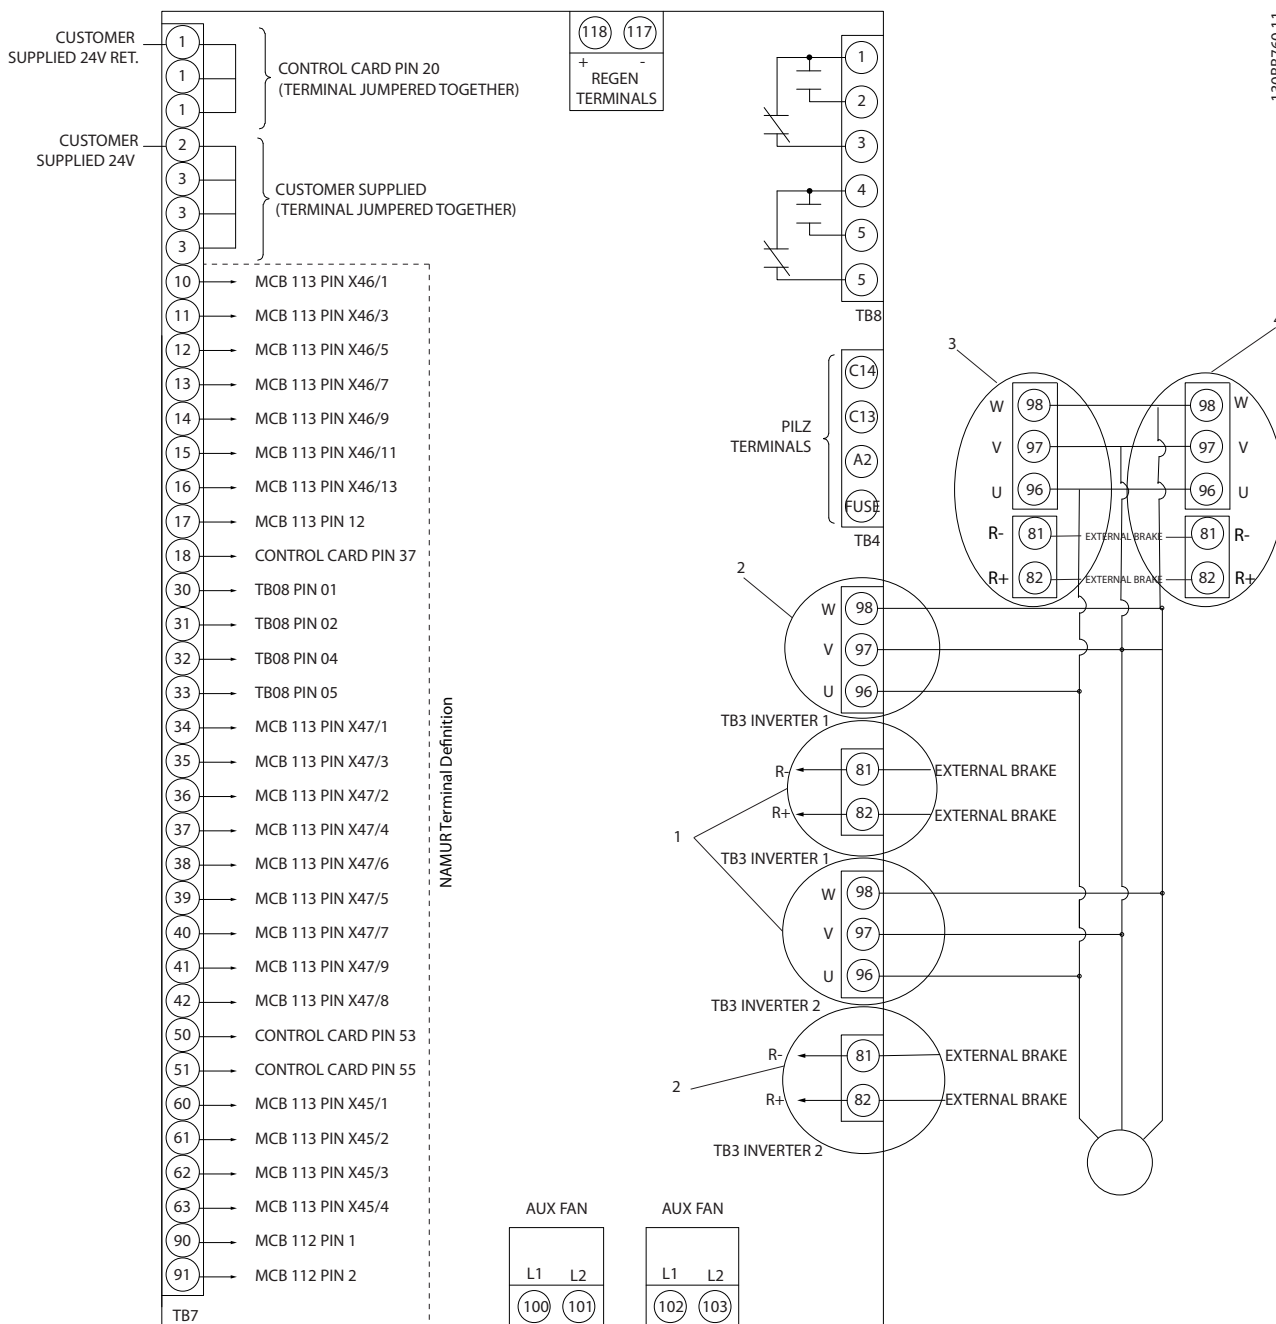 CUSTOMER
SUPPLIED 24V RET.
1
1
1
CONTROL CARD PIN 20
(TERMINAL JUMPERED TOGETHER)
CUSTOMER
SUPPLIED 24V
2
3
3
3
CUSTOMER SUPPLIED
(TERMINAL JUMPERED TOGETHER)
10 MCB 113 PIN X46/1
11 MCB 113 PIN X46/3
12 MCB 113 PIN X46/5
13 MCB 113 PIN X46/7
14 MCB 113 PIN X46/9
15 MCB 113 PIN X46/11
16 MCB 113 PIN X46/13
17 MCB 113 PIN 12
18 CONTROL CARD PIN 37
30 TB08 PIN 01
31 TB08 PIN 02
32 TB08 PIN 04
33 TB08 PIN 05
34 MCB 113 PIN X47/1
35 MCB 113 PIN X47/3
36 MCB 113 PIN X47/2
37 MCB 113 PIN X47/4
38 MCB 113 PIN X47/6
39 MCB 113 PIN X47/5
40 MCB 113 PIN X47/7
41 MCB 113 PIN X47/9
42 MCB 113 PIN X47/8
50 CONTROL CARD PIN 53
51 CONTROL CARD PIN 55
60 MCB 113 PIN X45/1
61 MCB 113 PIN X45/2
62 MCB 113 PIN X45/3
63 MCB 113 PIN X45/4
90 MCB 112 PIN 1
91 MCB 112 PIN 2
TB7
NAMUR Terminal Definition
118 117
+ -
REGEN
TERMINALS
1
2
3
4
5
5
TB8
PILZ
TERMINALS
C14
C13
A2
FUSE
TB4
2
W 98
V 97
U 96
TB3 INVERTER 1
R- 81 EXTERNAL BRAKE
R+ 82 EXTERNAL BRAKE
1
TB3 INVERTER 1
W 98
V 97
U 96
TB3 INVERTER 2
R- 81 EXTERNAL BRAKE
2
R+ 82 EXTERNAL BRAKE
TB3 INVERTER 2
AUX FAN
L1 L2
100 101
AUX FAN
L1 L2
102 103
3
W 98 98 W
V 97 97 V
U 96 96 U
R- 81 EXTERNAL BRAKE 81 R-
R+ 82 EXTERNAL BRAKE 82 R+